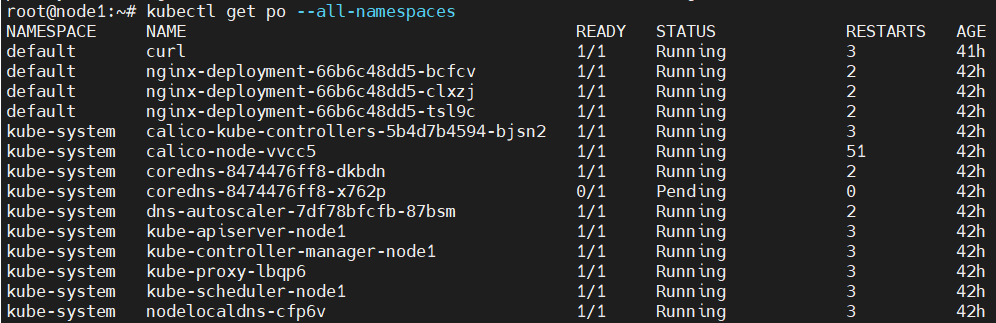 root@node1:~# kubectl get po --all-namespaces
NAMESPACE NAME READY STATUS RESTARTS AGE
default curl 1/1 Running 3 41h
default nginx-deployment-66b6c48dd5-bcfcv 1/1 Running 2 42h
default nginx-deployment-66b6c48dd5-clxzj 1/1 Running 2 42h
default nginx-deployment-66b6c48dd5-tsl9c 1/1 Running 2 42h
kube-system calico-kube-controllers-5b4d7b4594-bjsn2 1/1 Running 3 42h
kube-system calico-node-vvcc5 1/1 Running 51 42h
kube-system coredns-8474476ff8-dkbdn 1/1 Running 2 42h
kube-system coredns-8474476ff8-x762p 0/1 Pending 0 42h
kube-system dns-autoscaler-7df78bfcfb-87bsm 1/1 Running 2 42h
kube-system kube-apiserver-node1 1/1 Running 3 42h
kube-system kube-controller-manager-node1 1/1 Running 3 42h
kube-system kube-proxy-lbqp6 1/1 Running 3 42h
kube-system kube-scheduler-node1 1/1 Running 3 42h
kube-system nodelocaldns-cfp6v 1/1 Running 3 42h